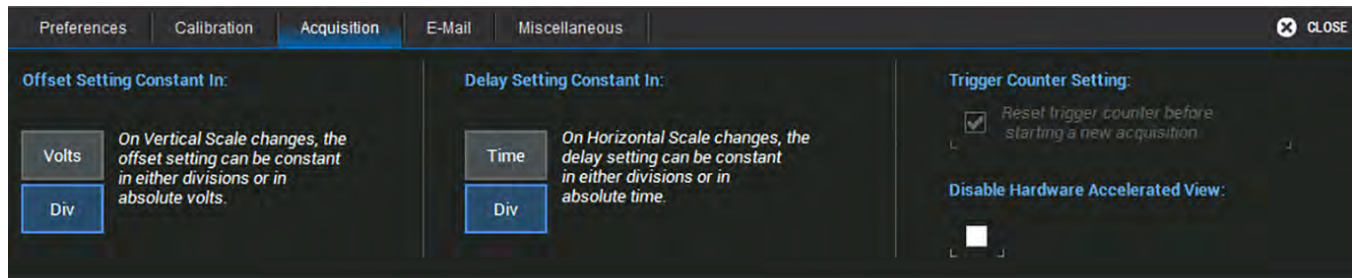 Preferences
Calibration
Acquisition
E-Mail
Miscellaneous
CLOSE
Offset Setting Constant In:
Volts
Div
On Vertical Scale changes, the
offset setting can be constant
in either divisions or in
absolute volts.
Delay Setting Constant In:
Time
Div
On Horizontal Scale changes, the
delay setting can be constant
in either divisions or in
absolute time.
Trigger Counter Setting:
Reset trigger counter before
starting a new acquisition
Disable Hardware Accelerated View: